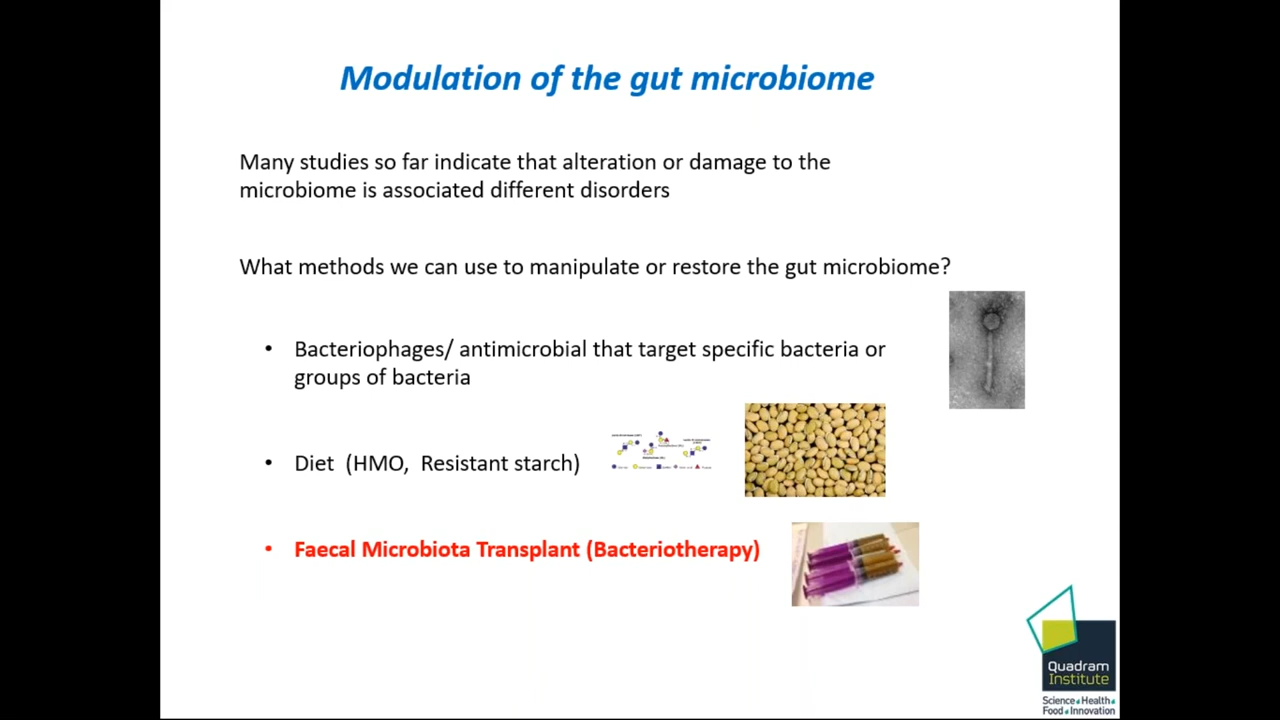 Modulation of the gut microbiome
Many studies so far indicate that alteration or damage to the
microbiome is associated different disorders
What methods we can use to manipulate or restore the gut microbiome?
• Bacteriophages/ antimicrobial that target specific bacteria or
groups of bacteria
• Diet (HMO, Resistant starch)
• Faecal Microbiota Transplant (Bacteriotherapy)
Quadram
Institute
Science Health
Food Innovation